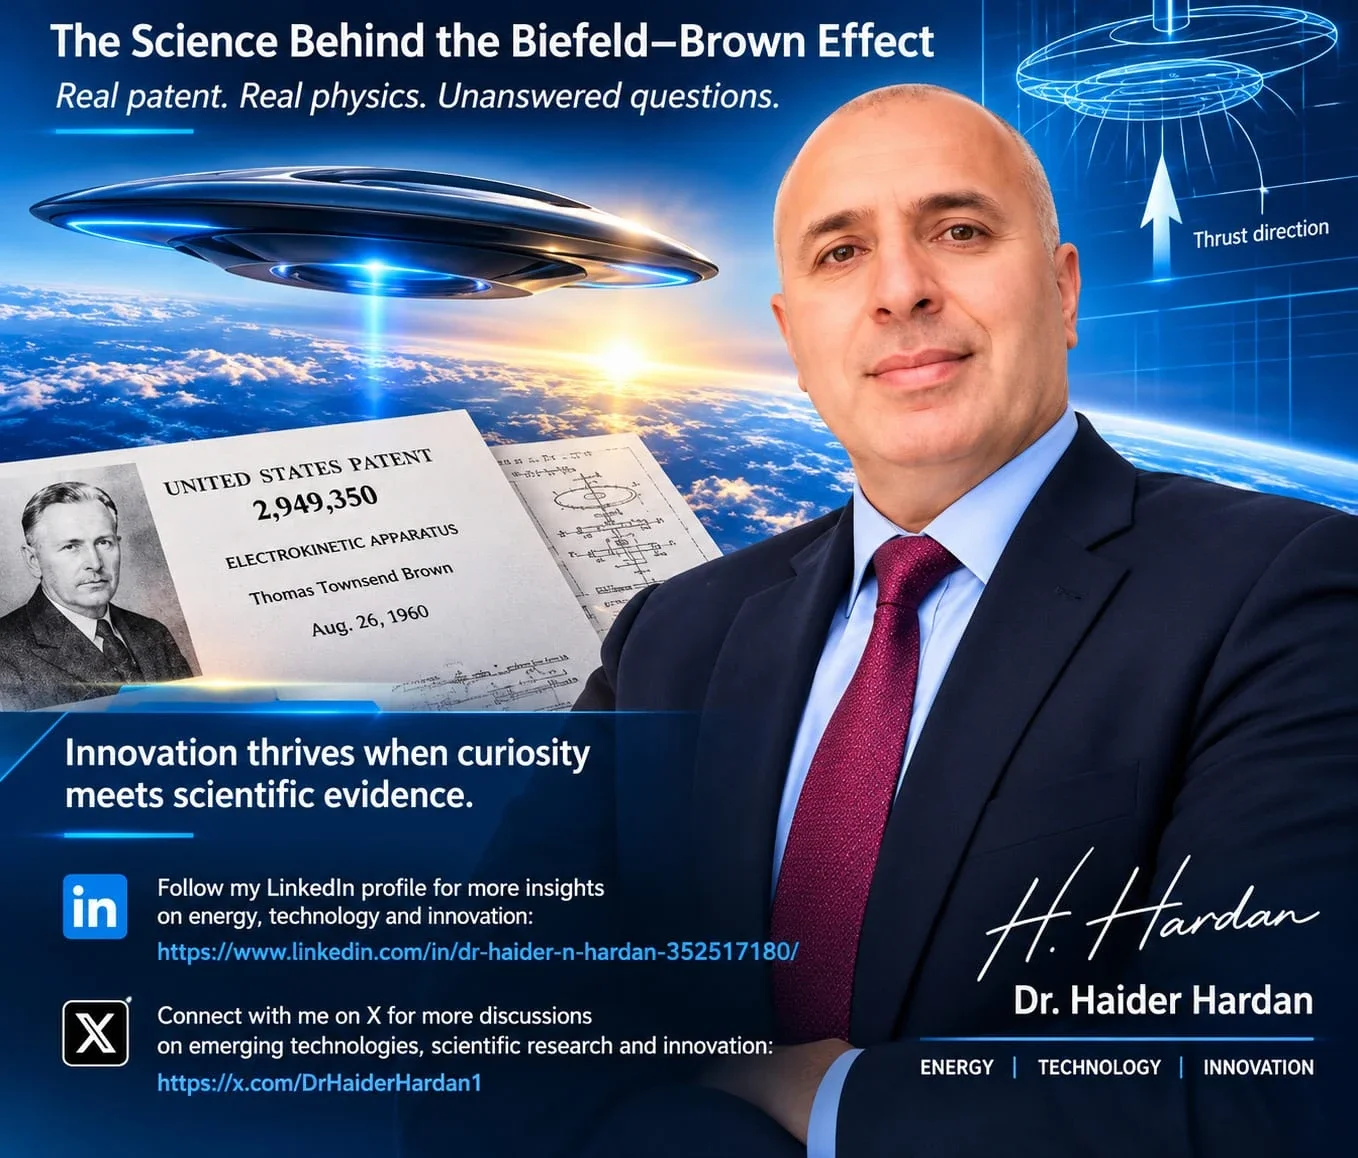 The Science Behind the Biefeld–Brown Effect
Real patent. Real physics. Unanswered questions.
Thrust direction
UNITED STATES PATENT
2,949,350
ELECTROKINETIC APPARATUS
Thomas Townsend Brown
Aug. 26, 1960
Innovation thrives when curiosity
meets scientific evidence.
in
Follow my LinkedIn profile for more insights
on energy, technology and innovation:
https://www.linkedin.com/in/dr-haider-n-hardan-352517180/
X
Connect with me on X for more discussions
on emerging technologies, scientific research and innovation:
https://x.com/DrHaiderHardan1
H. Hardan
Dr. Haider Hardan
ENERGY | TECHNOLOGY | INNOVATION